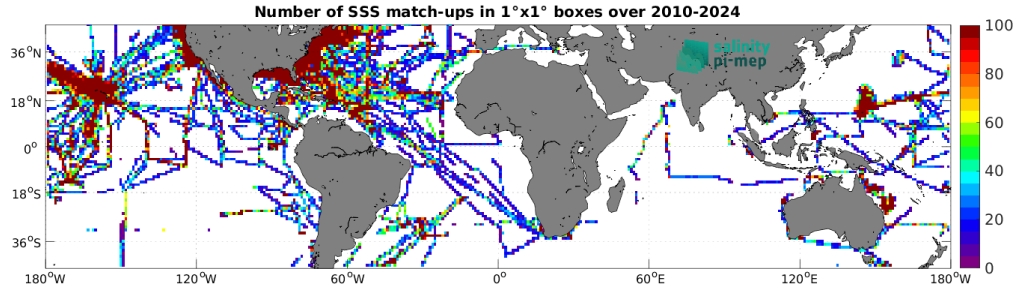 Number of SSS match-ups in 1°x1° boxes over 2010-2024
36°N
18°N
0°
18°S
36°S
180°W
120°W
60°W
0°
60°E
120°E
180°W
salinity
pi-mep
100
80
60
40
20
0